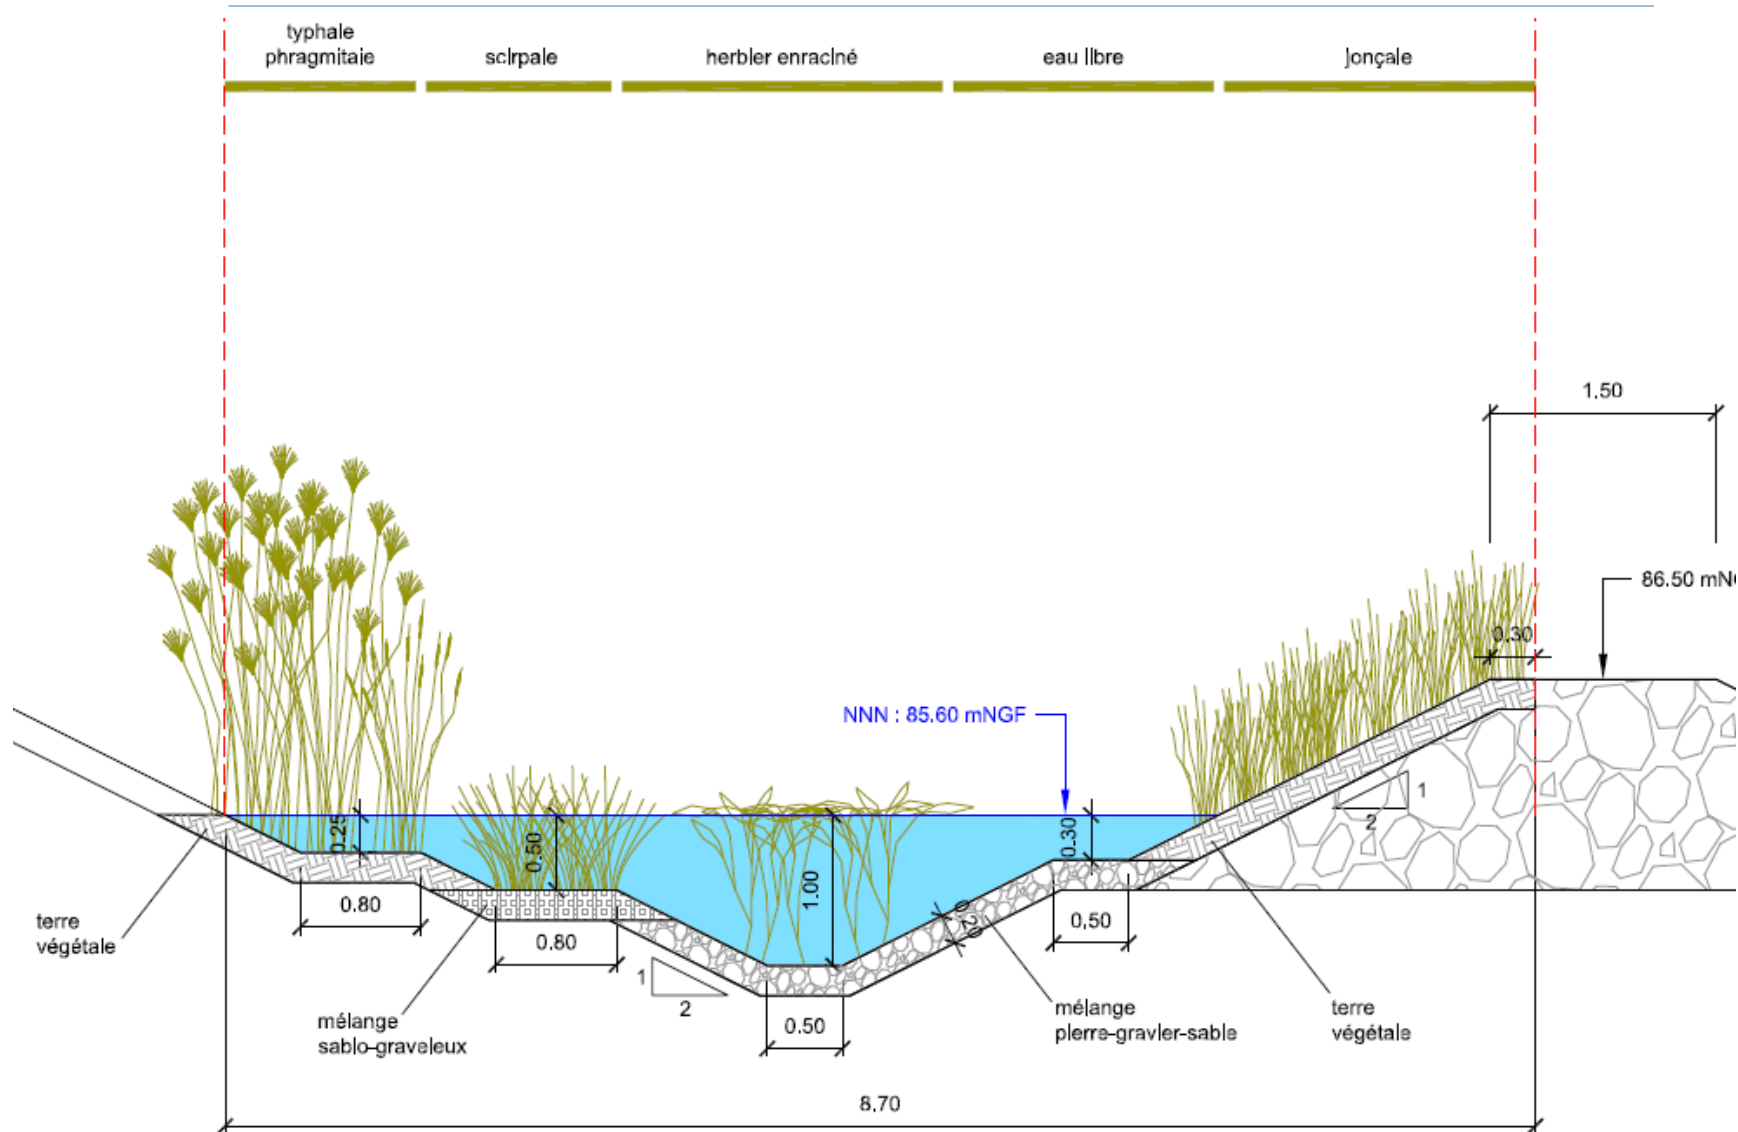 typhale
phragmitaie
scirpale
herbier enraciné
eau libre
jonçale
1.50
86.50 mN
0.30
NNN : 85.60 mNGF
0.25
0.50
1.00
0.30
1
2
0.80
0.80
0.20
0.50
terre
végétale
1
2
mélange
sablo-graveleux
0.50
mélange
pierre-gravier-sable
terre
végétale
8.70